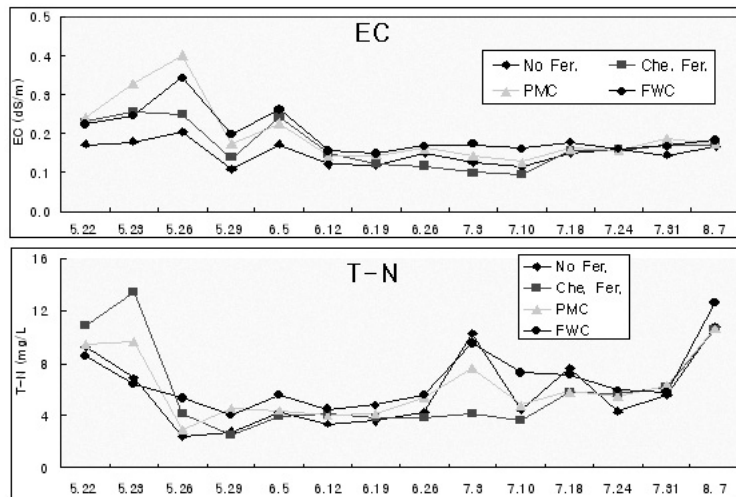 EC
0.5
0.4
0.3
0.2
0.1
0.0
EC (dS/m)
No Fer.
Che. Fer.
PMC
FWC
5.22 5.23 5.26 5.29 6.5 6.12 6.19 6.26 7.3 7.10 7.18 7.24 7.31 8.7
T-N
16
12
8
4
0
T-N (mg/L)
No Fer.
Che. Fer.
PMC
FWC
5.22 5.23 5.26 5.29 6.5 6.12 6.19 6.26 7.3 7.10 7.18 7.24 7.31 8.7